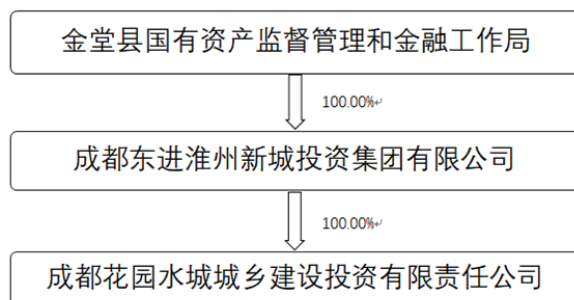 金堂县国有资产监督管理和金融工作局
100.00%↵
成都东进淮州新城投资集团有限公司
100.00%↵
成都花园水城城乡建设投资有限责任公司